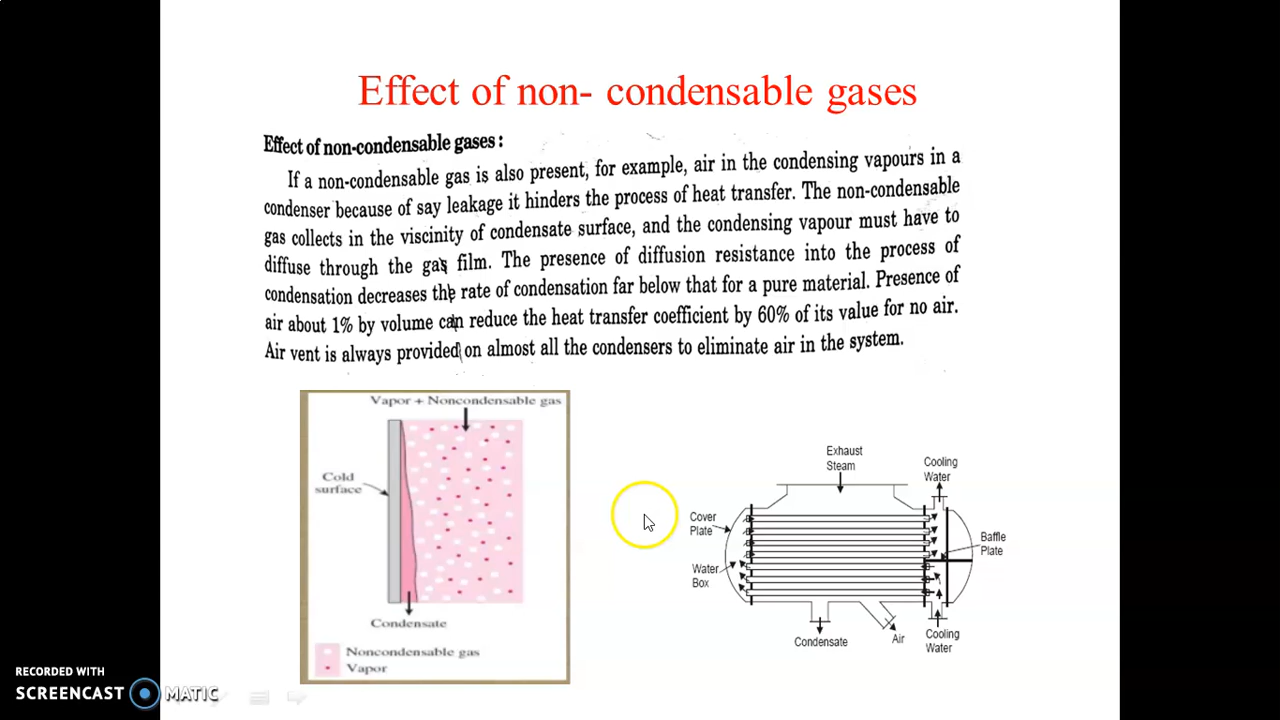 Effect of non- condensable gases
Effect of non-condensable gases :
If a non-condensable gas is also present, for example, air in the condensing vapours in a
condenser because of say leakage it hinders the process of heat transfer. The non-condensable
gas collects in the viscinity of condensate surface, and the condensing vapour must have to
diffuse through the gas film. The presence of diffusion resistance into the process of
condensation decreases the rate of condensation far below that for a pure material. Presence of
air about 1% by volume can reduce the heat transfer coefficient by 60% of its value for no air.
Air vent is always provided on almost all the condensers to eliminate air in the system.
Vapor + Noncondensable gas
Cold
surface
Condensate
Noncondensable gas
Vapor
Exhaust
Steam
Cooling
Water
Cover
Plate
Baffle
Plate
Water
Box
Condensate
Air
Cooling
Water
RECORDED WITH
SCREENCAST MATIC